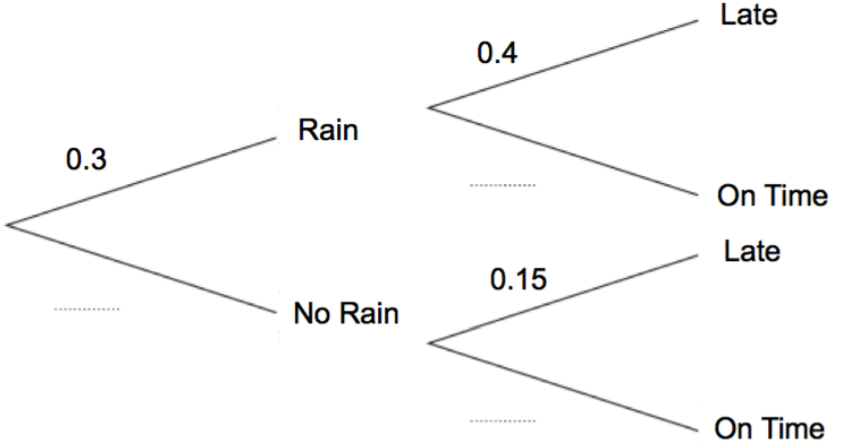 Late
0.4
Rain
0.3
On Time
Late
0.15
No Rain
On Time